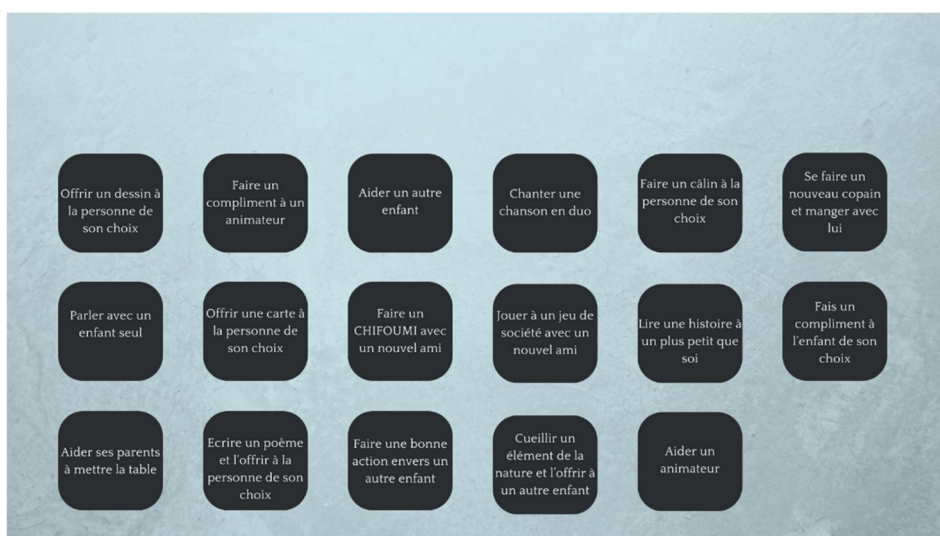 Offrir un dessin à
la personne de
son choix
Faire un
compliment à un
animateur
Aider un autre
enfant
Chanter une
chanson en duo
Faire un câlin à la
personne de son
choix
Se faire un
nouveau copain
et manger avec
lui
Parler avec un
enfant seul
Offrir une carte à
la personne de
son choix
Faire un
CHIFOUMI avec
un nouvel ami
Jouer à un jeu de
société avec un
nouvel ami
Lire une histoire à
un plus petit que
soi
Fais un
compliment à
l'enfant de son
choix
Aider ses parents
à mettre la table
Ecrire un poème
et l'offrir à la
personne de son
choix
Faire une bonne
action envers un
autre enfant
Cueillir un
élément de la
nature et l'offrir à
un autre enfant
Aider un
animateur